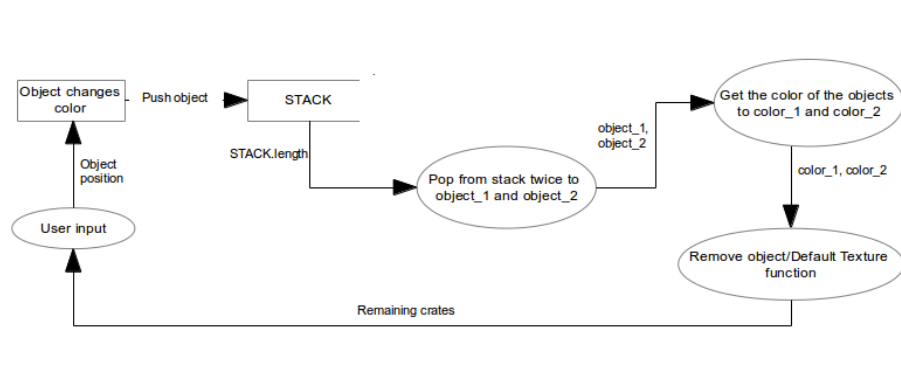 Object changes
color
Push object
STACK
Get the color of the objects
to color_1 and color_2
object_1,
object_2
STACK.length
Object
position
Pop from stack twice to
object_1 and object_2
color_1, color_2
User input
Remove object/Default Texture
function
Remaining crates